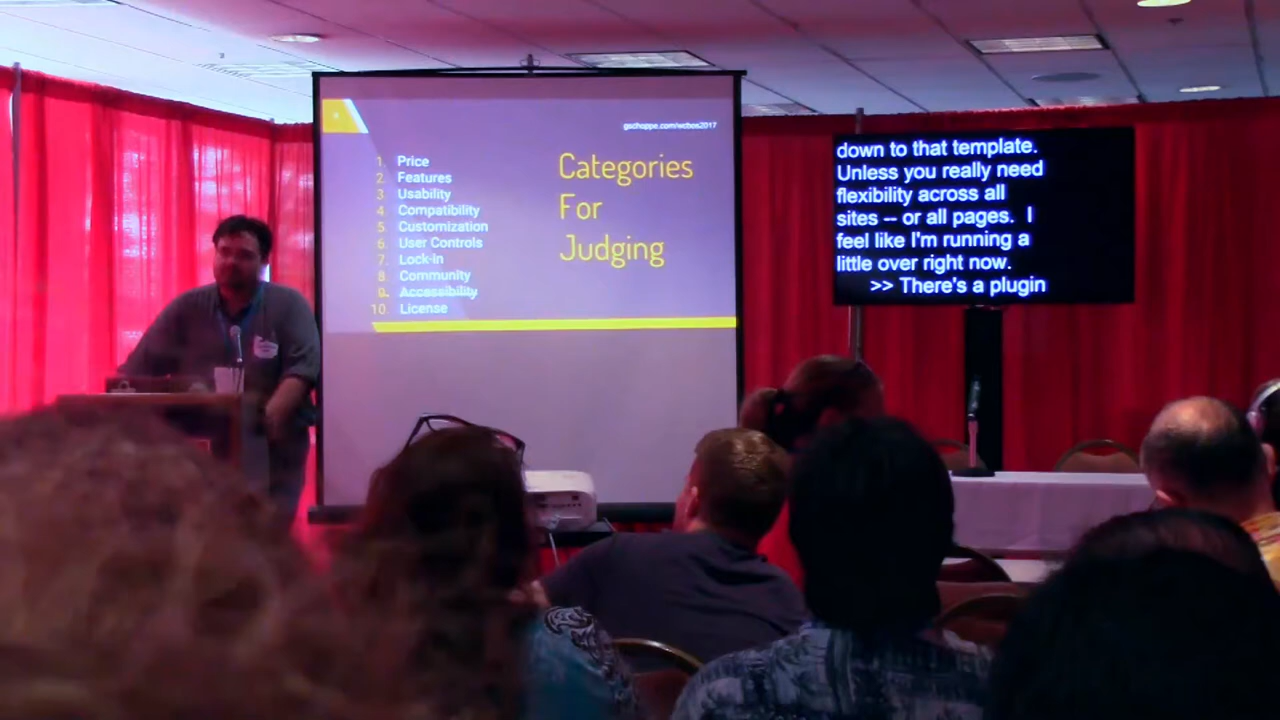 gschoppe.com/wcbos2017
1. Price
2. Features
3. Usability
4. Compatibility
5. Customization
6. User Controls
7. Lock-In
8. Community
9. Accessibility
10. License
Categories
For
Judging
down to that template.
Unless you really need
flexibility across all
sites -- or all pages. I
feel like I'm running a
little over right now.
>> There's a plugin